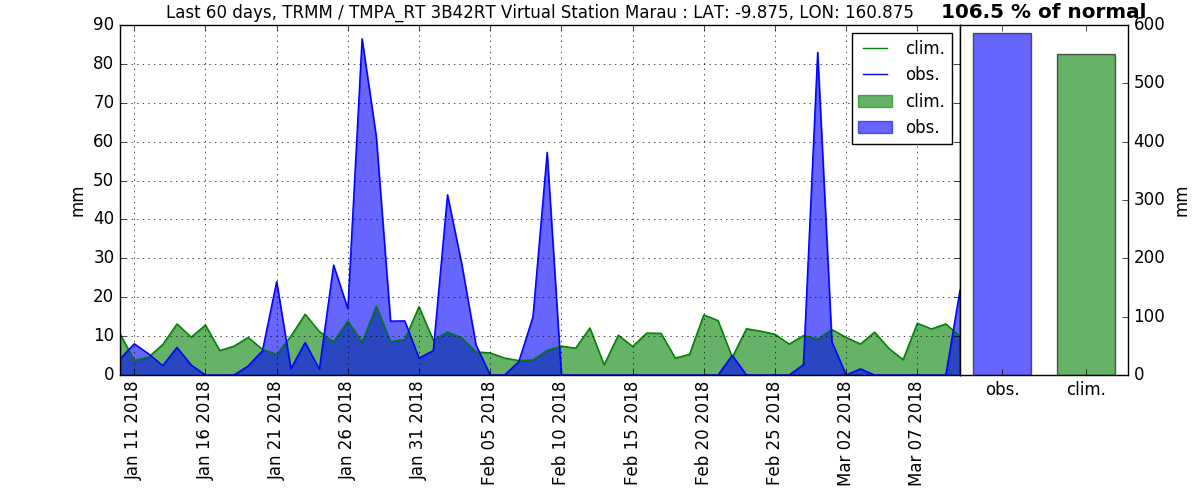 Last 60 days, TRMM / TMPA_RT 3B42RT Virtual Station Marau : LAT: -9.875, LON: 160.875
106.5 % of normal
90
80
70
60
50
40
30
20
10
0
mm
clim.
obs.
clim.
obs.
600
500
400
300
200
100
0
mm
obs.
clim.
Jan 11 2018
Jan 16 2018
Jan 21 2018
Jan 26 2018
Jan 31 2018
Feb 05 2018
Feb 10 2018
Feb 15 2018
Feb 20 2018
Feb 25 2018
Mar 02 2018
Mar 07 2018